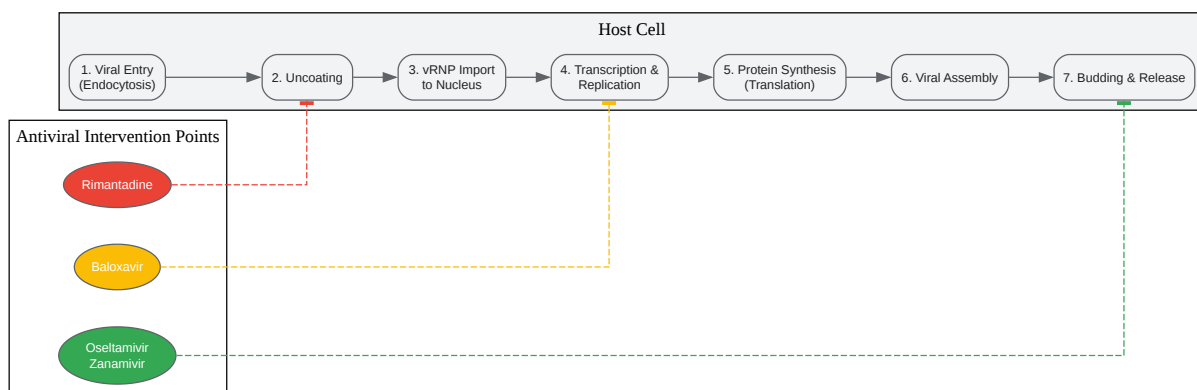 Host Cell
1. Viral Entry
(Endocytosis)
2. Uncoating
3. vRNP Import
to Nucleus
4. Transcription &
Replication
5. Protein Synthesis
(Translation)
6. Viral Assembly
7. Budding & Release
Antiviral Intervention Points
Rimantadine
Baloxavir
Oseltamivir
Zanamivir